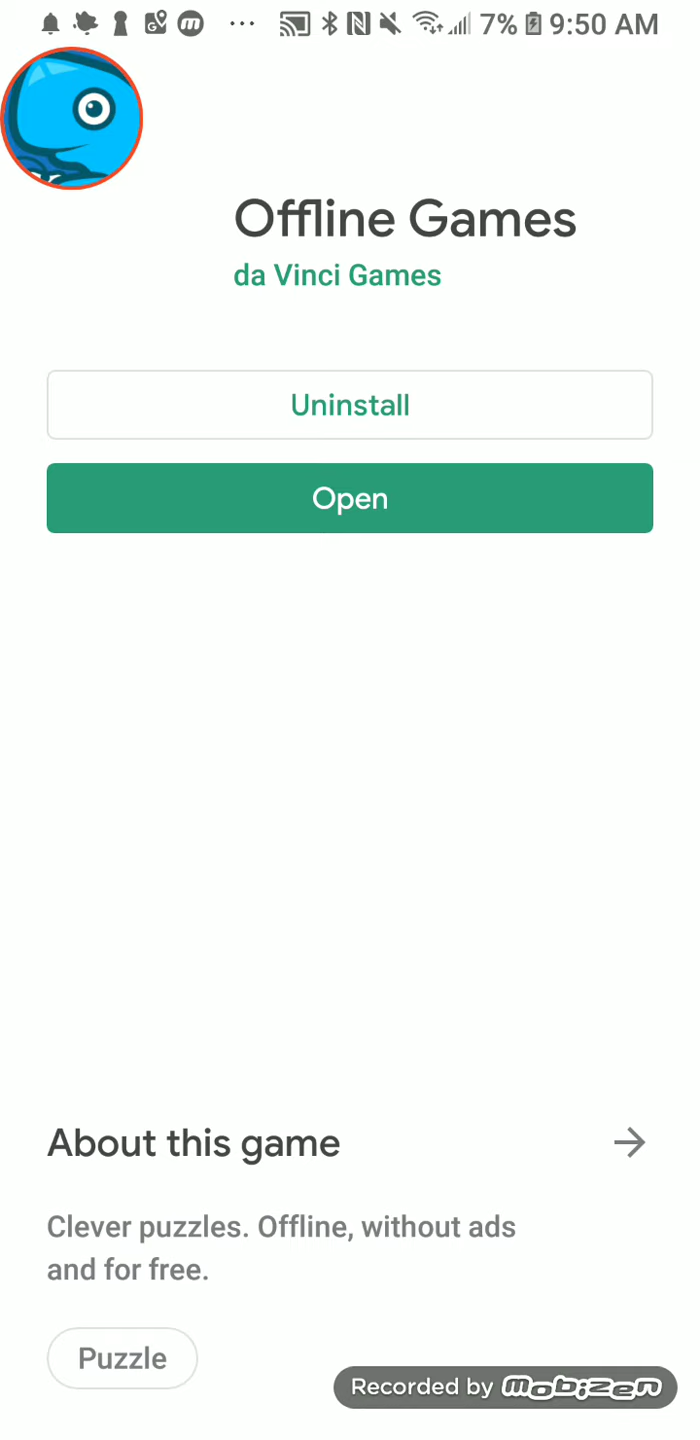 7% 9:50 AM
Offline Games
da Vinci Games
Uninstall
Open
About this game
Clever puzzles. Offline, without ads
and for free.
Puzzle
Recorded by mobizen